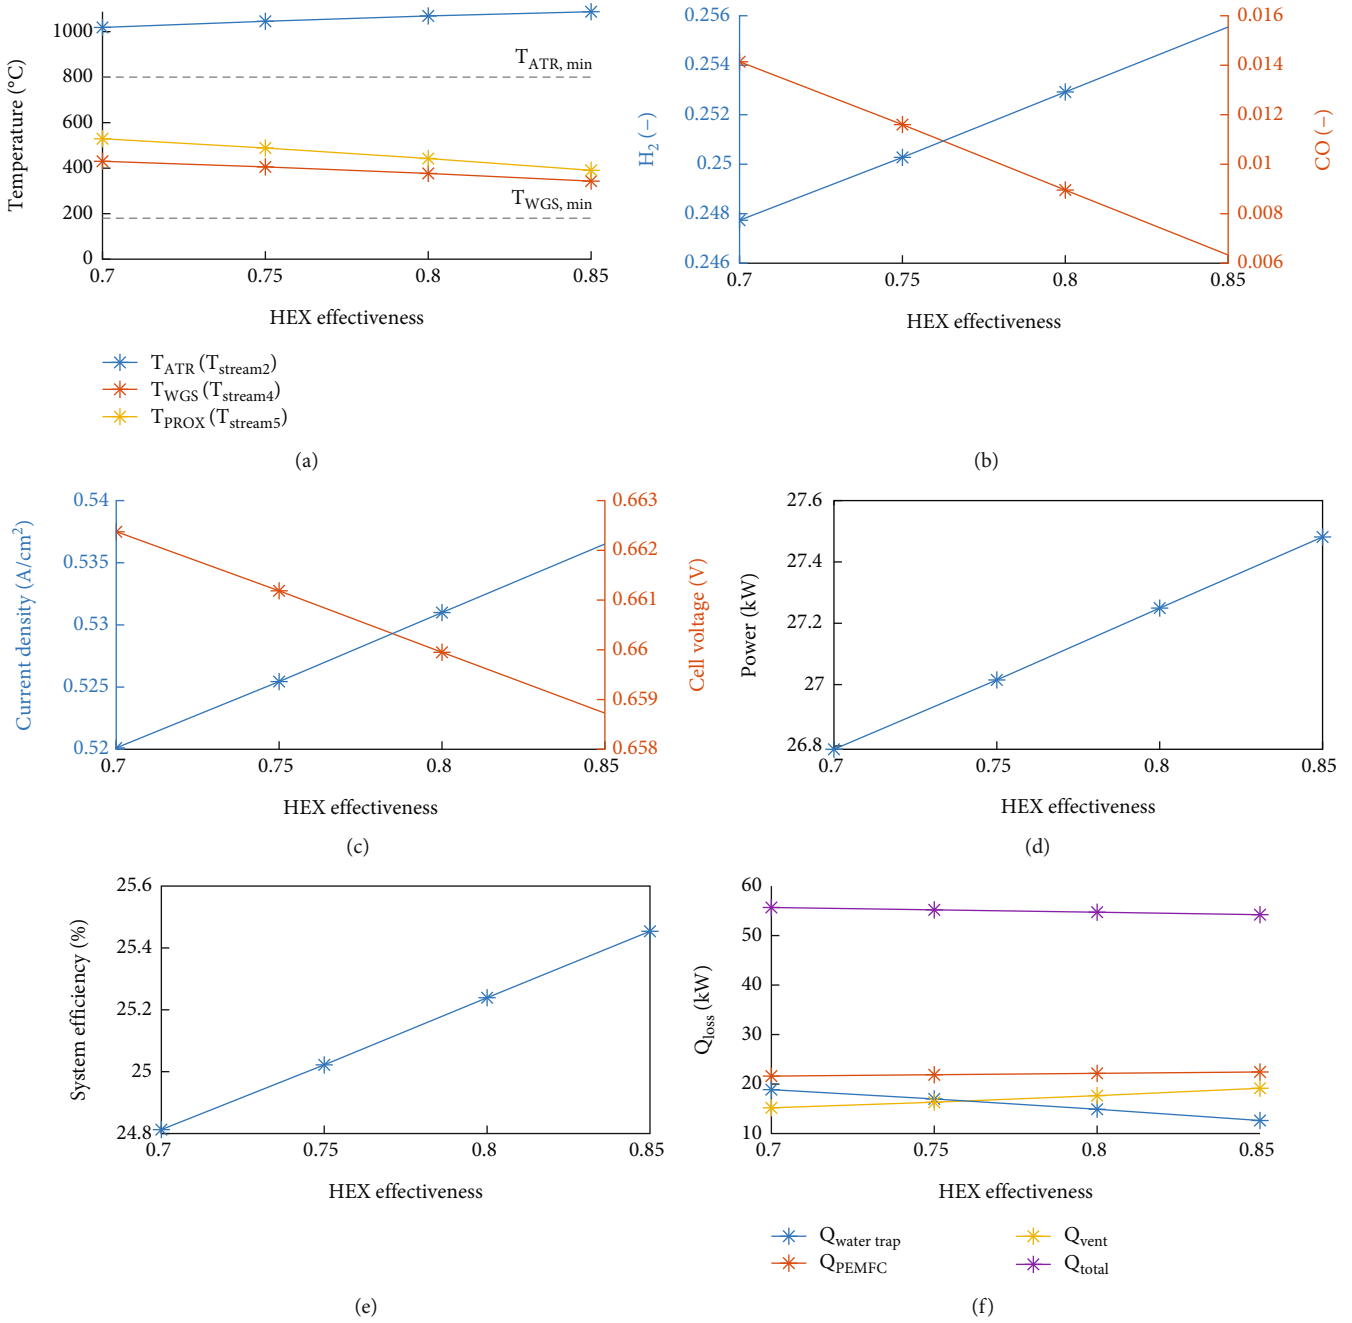 1000
800
600
400
200
0
Temperature (°C)
T_ATR, min
T_WGS, min
0.7 0.75 0.8 0.85
HEX effectiveness
T_ATR (T_stream2)
T_WGS (T_stream4)
T_PROX (T_stream5)
(a)
0.256
0.254
0.252
0.25
0.248
0.246
H₂ (−)
0.016
0.014
0.012
0.01
0.008
0.006
CO (−)
0.7 0.75 0.8 0.85
HEX effectiveness
(b)
0.54
0.535
0.53
0.525
0.52
Current density (A/cm²)
0.663
0.662
0.661
0.66
0.659
0.658
Cell voltage (V)
0.7 0.75 0.8 0.85
HEX effectiveness
(c)
27.6
27.4
27.2
27
26.8
Power (kW)
0.7 0.75 0.8 0.85
HEX effectiveness
(d)
25.6
25.4
25.2
25
24.8
System efficiency (%)
0.7 0.75 0.8 0.85
HEX effectiveness
(e)
60
50
40
30
20
10
Q_loss (kW)
0.7 0.75 0.8 0.85
HEX effectiveness
Q_water trap
Q_PEMFC
Q_vent
Q_total
(f)